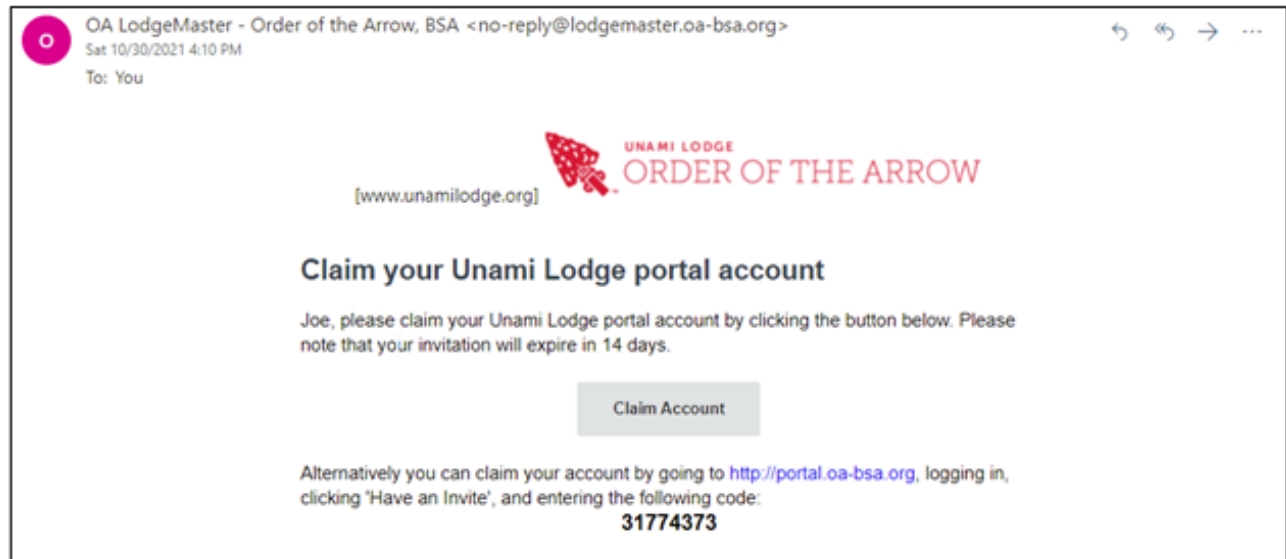 O
OA LodgeMaster - Order of the Arrow, BSA <no-reply@lodgemaster.oa-bsa.org>
Sat 10/30/2021 4:10 PM
To: You
UNAMI LODGE
ORDER OF THE ARROW
[www.unamilodge.org]
Claim your Unami Lodge portal account
Joe, please claim your Unami Lodge portal account by clicking the button below. Please
note that your invitation will expire in 14 days.
Claim Account
Alternatively you can claim your account by going to http://portal.oa-bsa.org, logging in,
clicking 'Have an Invite', and entering the following code:
31774373